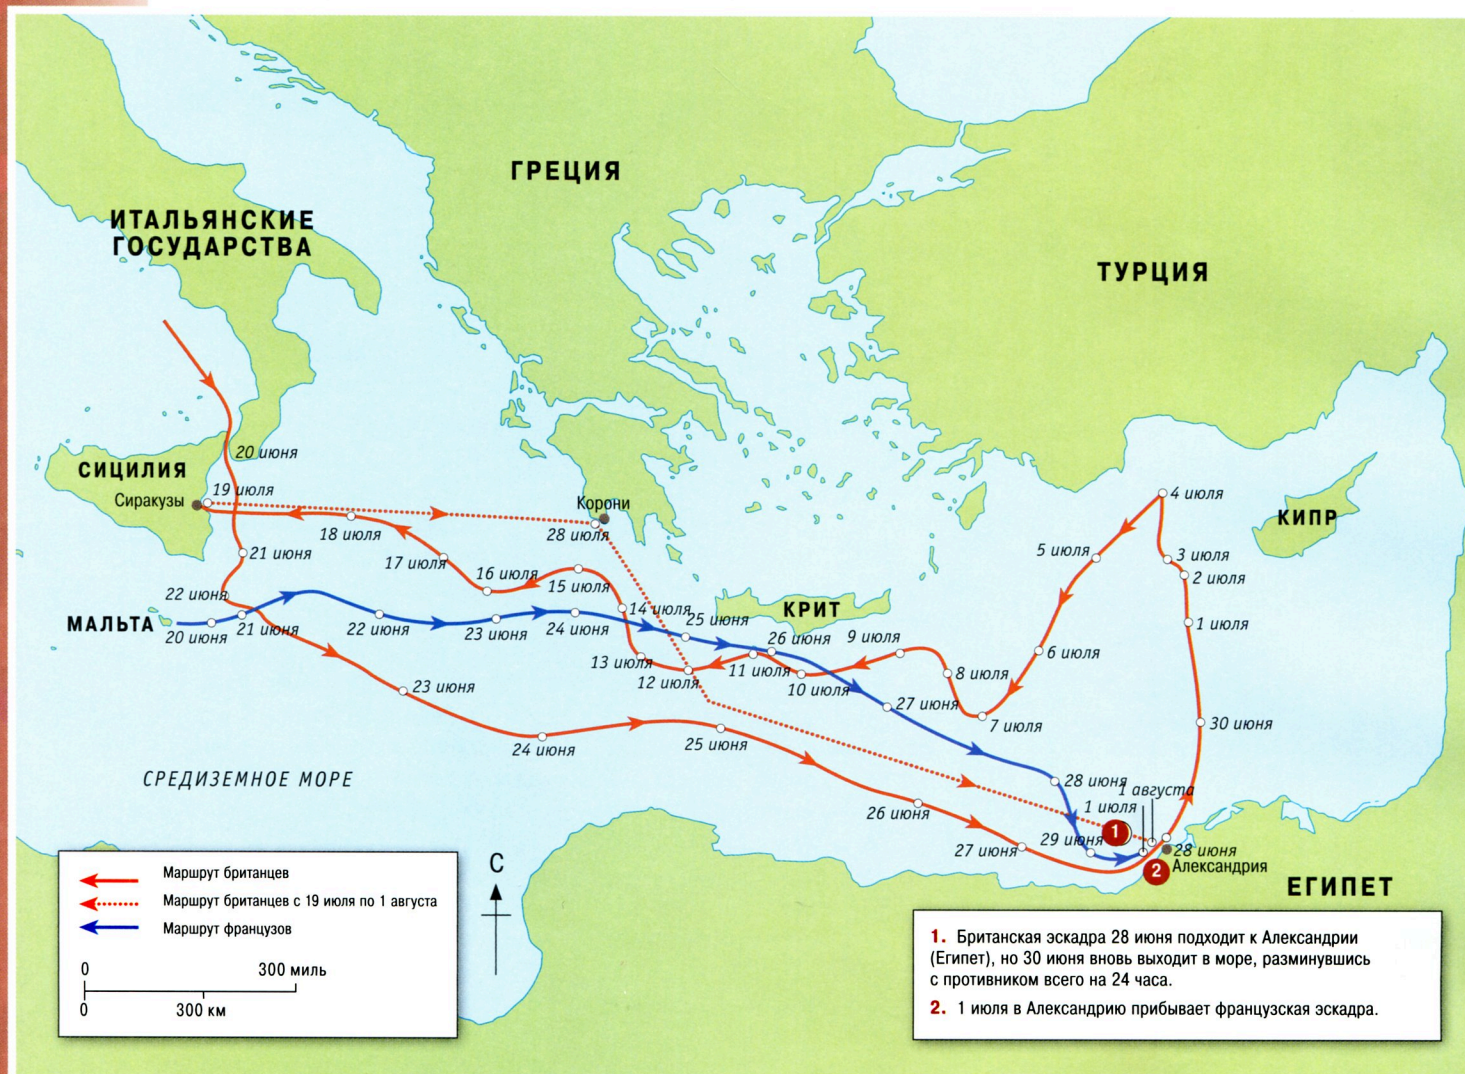 ГРЕЦИЯ
ИТАЛЬЯНСКИЕ
ГОСУДАРСТВА
ТУРЦИЯ
20 июня
СИЦИЛИЯ
19 июля
Сиракузы
18 июля
Корони
28 июля
4 июля
КИПР
21 июня
17 июля
16 июля
15 июля
5 июля
3 июля
2 июля
22 июня
МАЛЬТА
20 июня
21 июня
22 июня
23 июня
24 июня
14 июля
25 июня
КРИТ
26 июня
9 июля
1 июля
6 июля
13 июля
12 июля
11 июля
10 июля
8 июля
23 июня
27 июня
7 июля
30 июня
24 июня
25 июня
СРЕДИЗЕМНОЕ МОРЕ
28 июня
1 августа
1 июля
26 июня
1
29 июня
27 июня
28 июня
2
Александрия
ЕГИПЕТ
С
Маршрут британцев
Маршрут британцев с 19 июля по 1 августа
Маршрут французов
0 300 миль
0 300 км
1. Британская эскадра 28 июня подходит к Александрии
(Египет), но 30 июня вновь выходит в море, разминувшись
с противником всего на 24 часа.
2. 1 июля в Александрию прибывает французская эскадра.